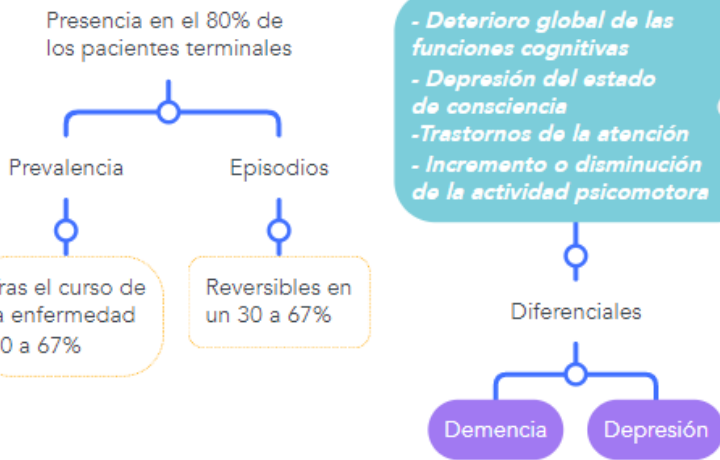 Presencia en el 80% de
los pacientes terminales
Prevalencia
Episodios
ras el curso de
a enfermedad
0 a 67%
Reversibles en
un 30 a 67%
- Deterioro global de las
funciones cognitivas
- Depresión del estado
de consciencia
-Trastornos de la atención
- Incremento o disminución
de la actividad psicomotora
Diferenciales
Demencia
Depresión